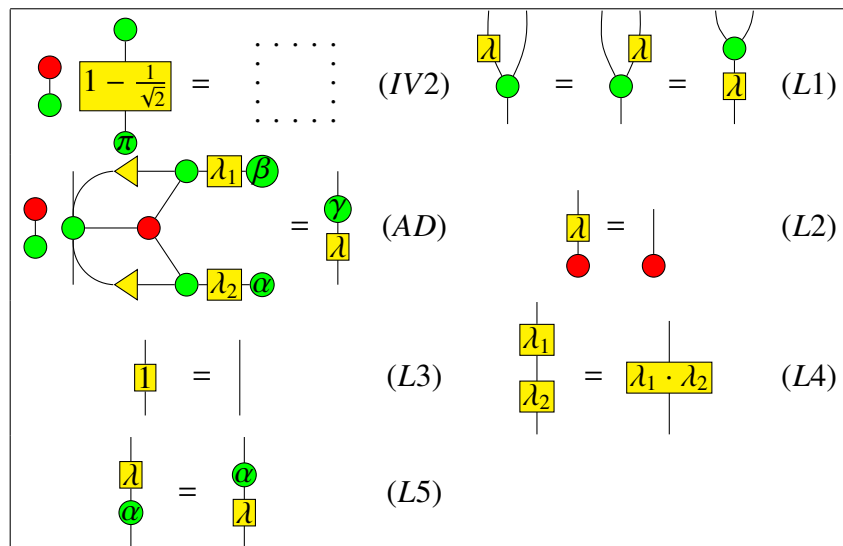 1 − 1/√2 = (IV2) λ = λ = λ (L1)
π
λ₁ β
γ λ = (AD) λ = (L2)
λ₂ α
1 = (L3) λ₁ λ₂ = λ₁ · λ₂ (L4)
λ α = α λ (L5)